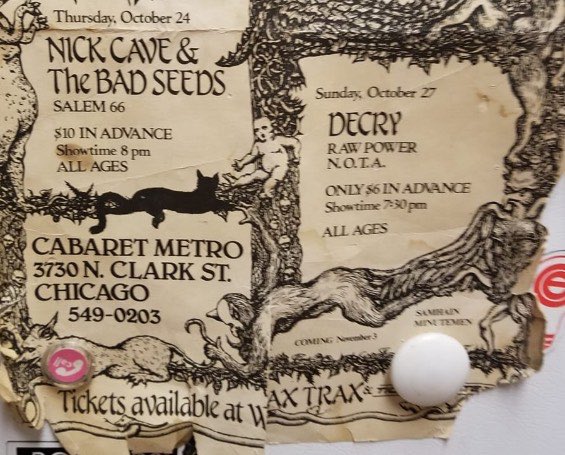 Thursday, October 24
NICK CAVE &
The BAD SEEDS
SALEM 66
$10 IN ADVANCE
Showtime 8 pm
ALL AGES
CABARET METRO
3730 N. CLARK ST.
CHICAGO
549-0203
Sunday, October 27
DECRY
RAW POWER
N.O.T.A.
ONLY $6 IN ADVANCE
Showtime 7:30 pm
ALL AGES
COMING November 3
SAMHAIN
MINUTEMEN
Tickets available at WAX TRAX &